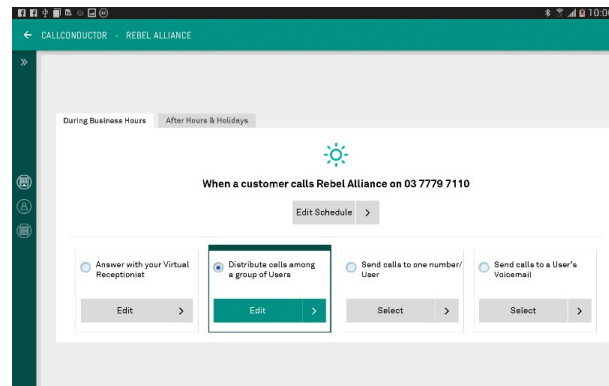 10:00
CALLCONDUCTOR - REBEL ALLIANCE
During Business Hours After Hours & Holidays
When a customer calls Rebel Alliance on 03 7779 7110
Edit Schedule >
Answer with your Virtual
Receptionist
Edit >
Distribute calls among
a group of Users
Edit >
Send calls to one number/
User
Select >
Send calls to a User's
Voicemail
Select >